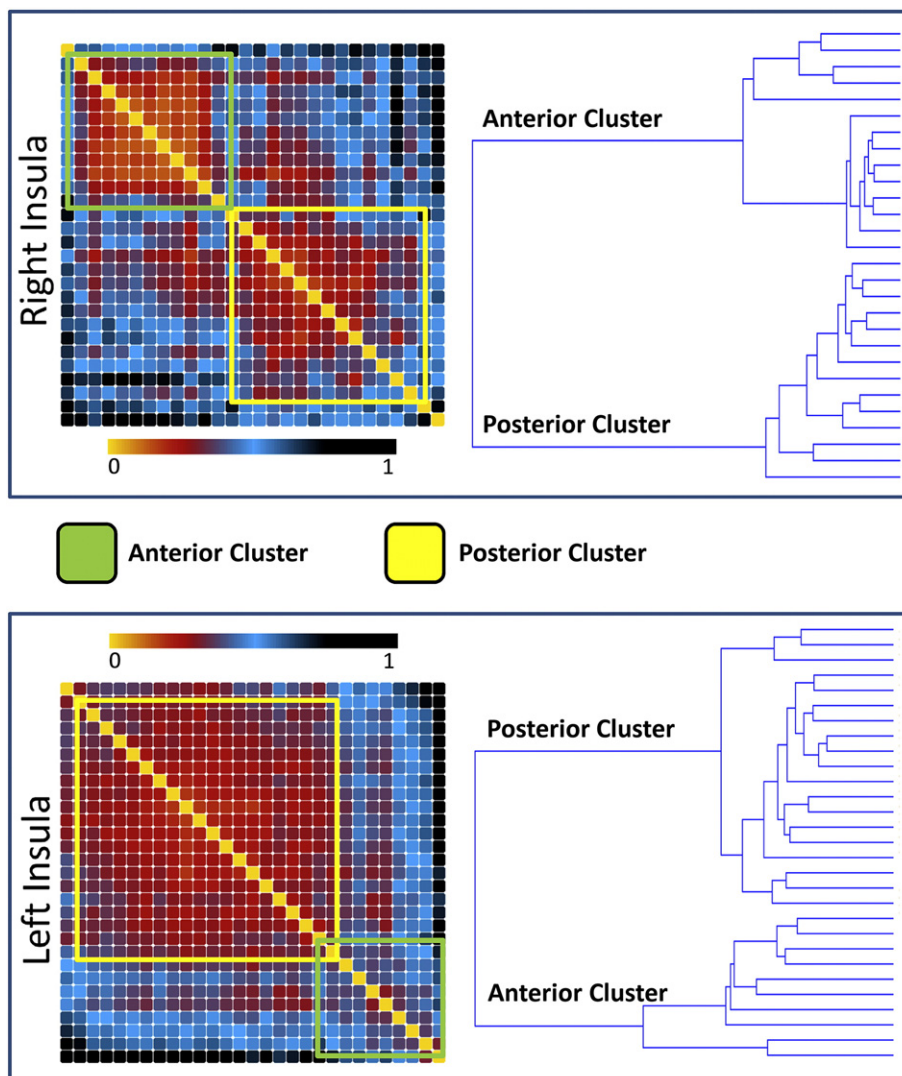 Right Insula
Anterior Cluster
Posterior Cluster
0 1
Anterior Cluster
Posterior Cluster
0 1
Left Insula
Posterior Cluster
Anterior Cluster